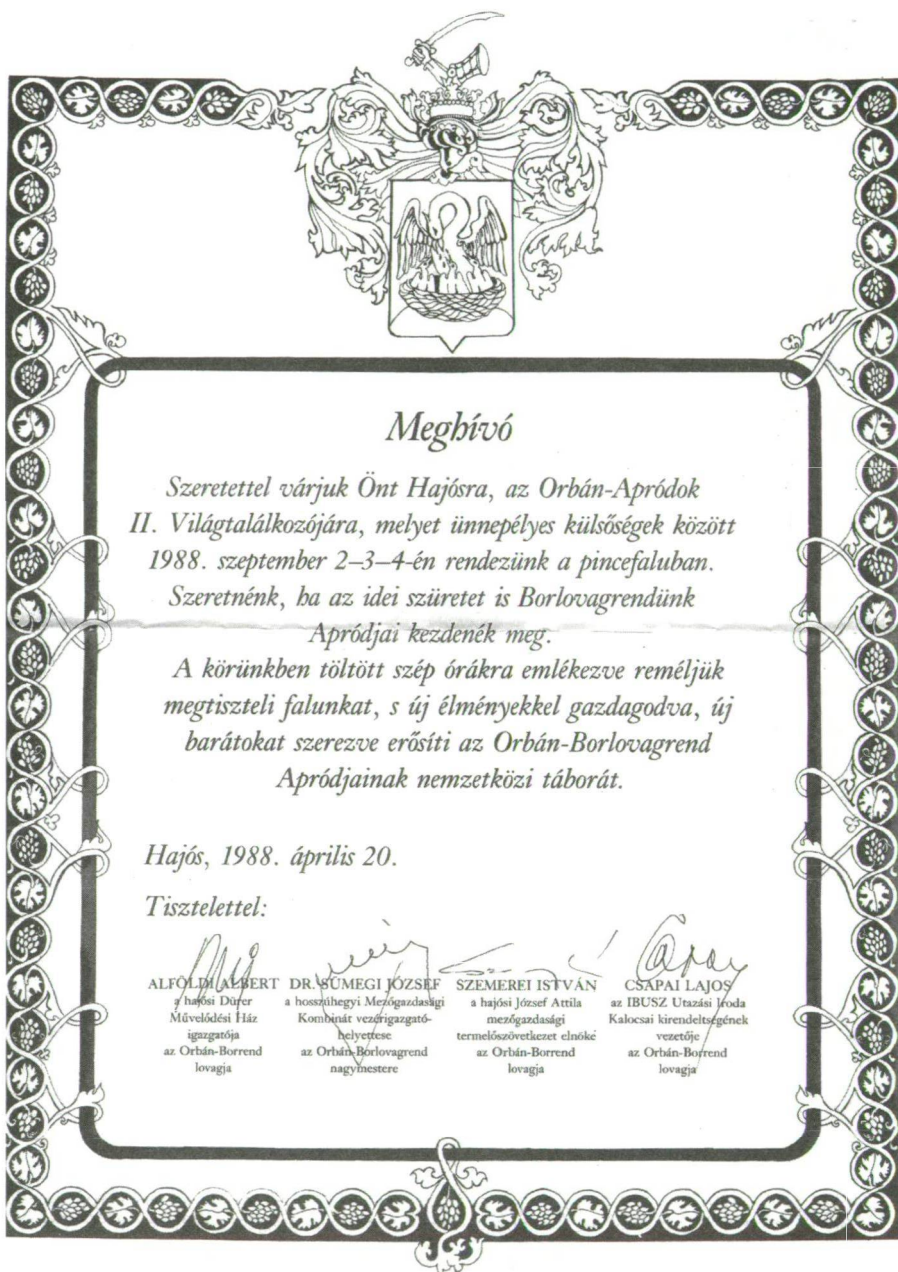 Meghívó
Szeretettel várjuk Önt Hajósra, az Orbán-Apródok
II. Világtalálkozójára, melyet ünnepélyes külsőségek között
1988. szeptember 2–3–4-én rendezünk a pincefaluban.
Szeretnénk, ha az idei szüretet is Borlovagrendünk
Apródjai kezdenék meg.
A körünkben töltött szép órákra emlékezve reméljük
megtiszteli falunkat, s új élményekkel gazdagodva, új
barátokat szerezve erősíti az Orbán-Borlovagrend
Apródjainak nemzetközi táborát.
Hajós, 1988. április 20.
Tisztelettel:
ALFÖLDI ALBERT
a hajósi Dürer
Művelődési Ház
igazgatója
az Orbán-Borrend
lovagja
DR. SÜMEGI JÓZSEF
a hosszúhegyi Mezőgazdasági
Kombinát vezérigazgató-
helyettese
az Orbán-Borlovagrend
nagymestere
SZEMEREI ISTVÁN
a hajósi József Attila
mezőgazdasági
termelőszövetkezet elnöke
az Orbán-Borrend
lovagja
CSAPAI LAJOS
az IBUSZ Utazási Iroda
Kalocsai kirendeltségének
vezetője
az Orbán-Borrend
lovagja